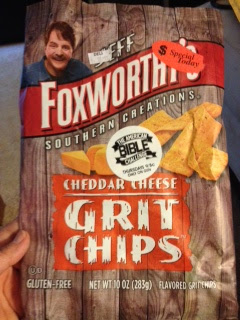 JEFF
FOXWORTHY'S
SOUTHERN CREATIONS
$ Special
Today
THE AMERICAN
BIBLE
CHALLENGE
THURSDAYS
CHEDDAR CHEESE
GRIT
CHIPS
GLUTEN-FREE
NET WT 10 OZ (283g)
FLAVORED GRIT CHIPS